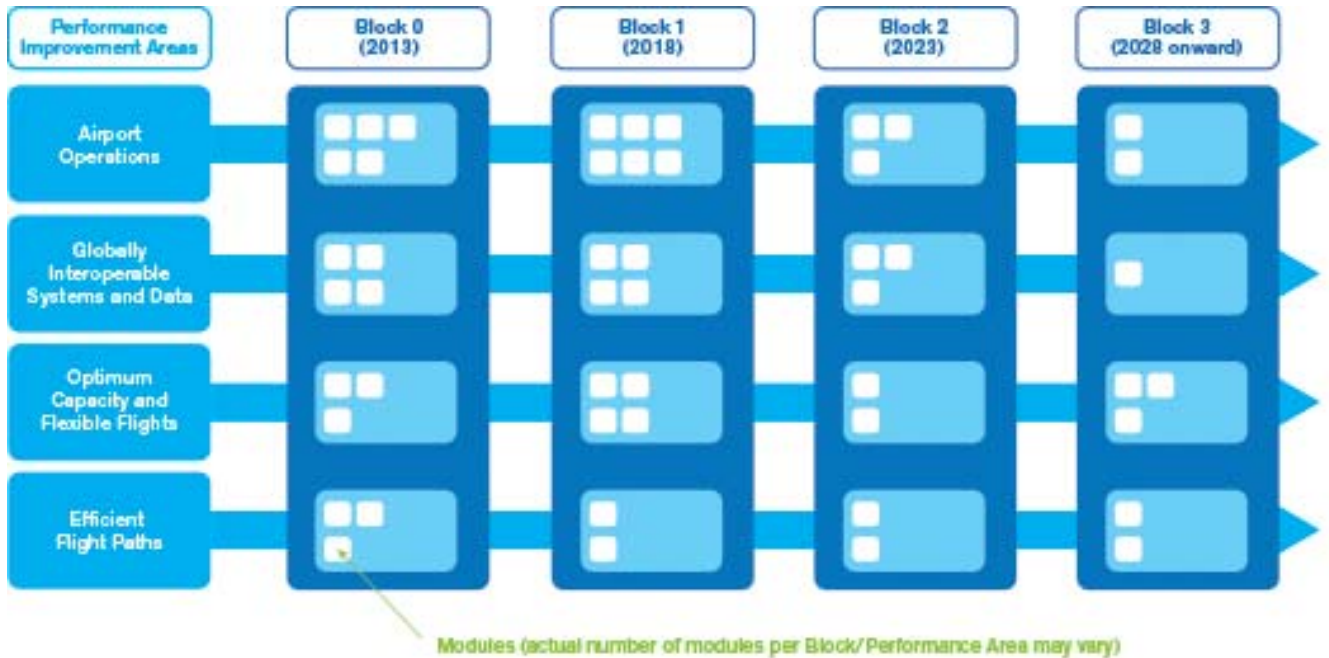 Performance
Improvement Areas
Block 0
(2013)
Block 1
(2018)
Block 2
(2023)
Block 3
(2028 onward)
Airport
Operations
Globally
Interoperable
Systems and Data
Optimum
Capacity and
Flexible Flights
Efficient
Flight Paths
Modules (actual number of modules per Block/Performance Area may vary)